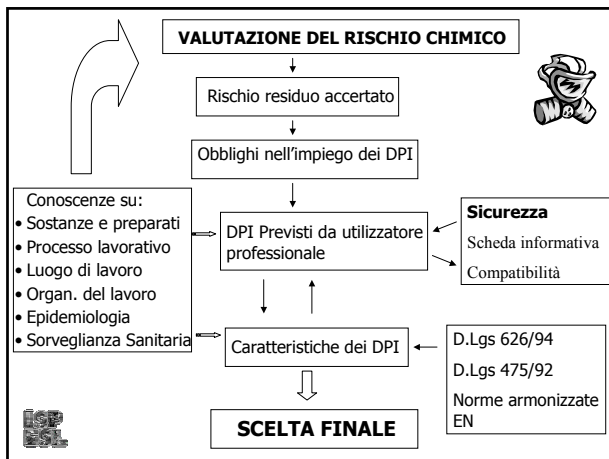 VALUTAZIONE DEL RISCHIO CHIMICO
Rischio residuo accertato
Obblighi nell'impiego dei DPI
Conoscenze su:
• Sostanze e preparati
• Processo lavorativo
• Luogo di lavoro
• Organ. del lavoro
• Epidemiologia
• Sorveglianza Sanitaria
DPI Previsti da utilizzatore
professionale
Sicurezza
Scheda informativa
Compatibilità
Caratteristiche dei DPI
D.Lgs 626/94
D.Lgs 475/92
Norme armonizzate
EN
SCELTA FINALE
ISP
ESL